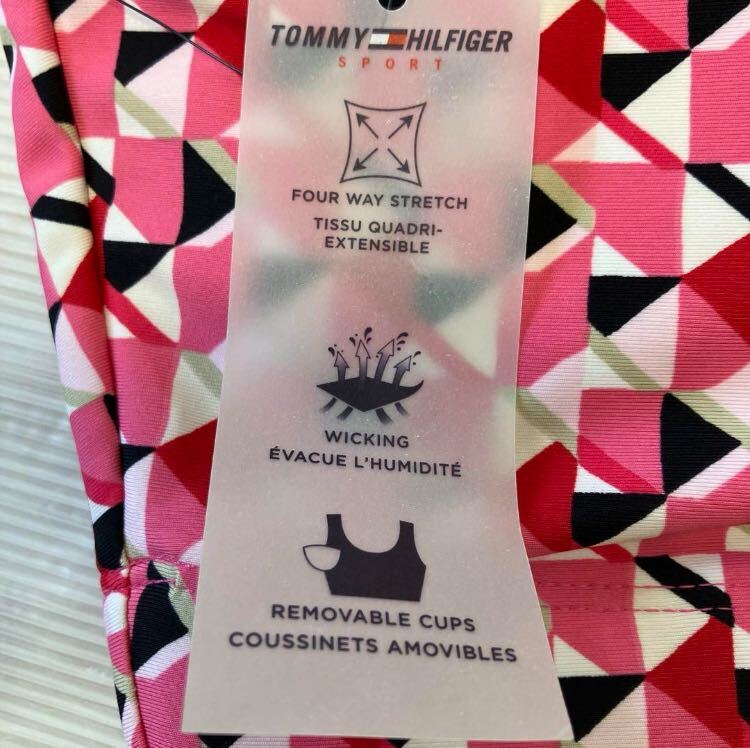 TOMMY HILFIGER
SPORT
FOUR WAY STRETCH
TISSU QUADRI-
EXTENSIBLE
WICKING
ÉVACUE L'HUMIDITÉ
REMOVABLE CUPS
COUSSINETS AMOVIBLES